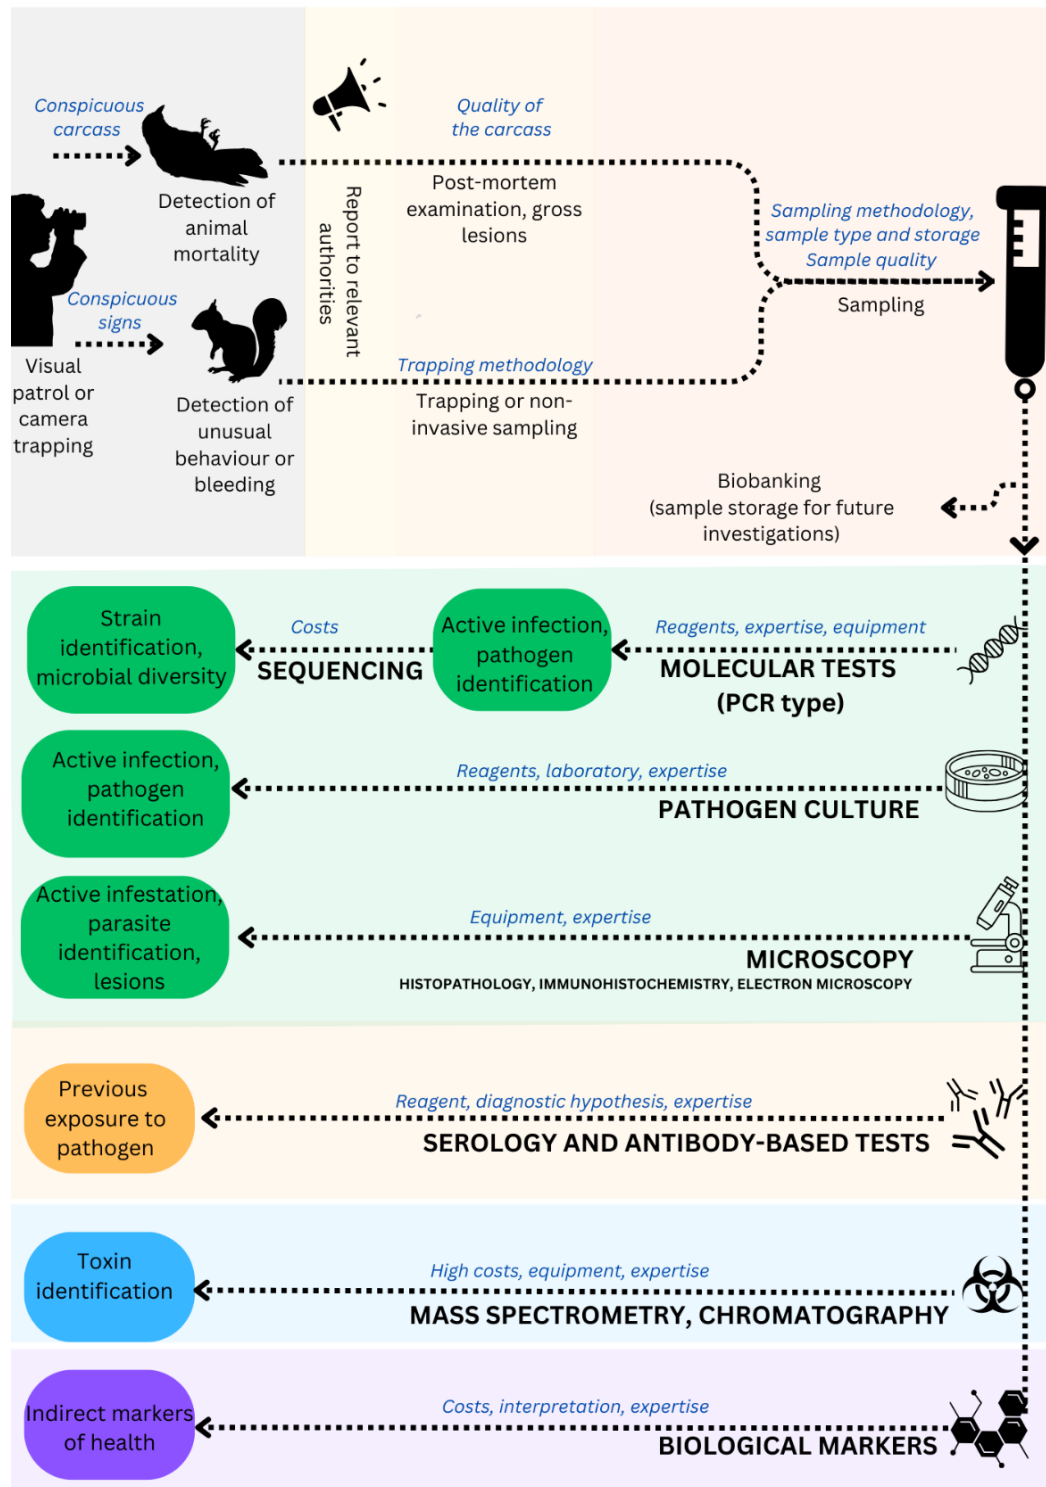 Conspicuous
carcass
Detection of
animal
mortality
Conspicuous
signs
Visual
patrol or
camera
trapping
Detection of
unusual
behaviour or
bleeding
Report to relevant
authorities
Quality of
the carcass
Post-mortem
examination, gross
lesions
Trapping methodology
Trapping or non-
invasive sampling
Sampling methodology,
sample type and storage
Sample quality
Sampling
Biobanking
(sample storage for future
investigations)
Strain
identification,
microbial diversity
Costs
SEQUENCING
Active infection,
pathogen
identification
Reagents, expertise, equipment
MOLECULAR TESTS
(PCR type)
Active infection,
pathogen
identification
Reagents, laboratory, expertise
PATHOGEN CULTURE
Active infestation,
parasite
identification,
lesions
Equipment, expertise
MICROSCOPY
HISTOPATHOLOGY, IMMUNOHISTOCHEMISTRY, ELECTRON MICROSCOPY
Previous
exposure to
pathogen
Reagent, diagnostic hypothesis, expertise
SEROLOGY AND ANTIBODY-BASED TESTS
Toxin
identification
High costs, equipment, expertise
MASS SPECTROMETRY, CHROMATOGRAPHY
Indirect markers
of health
Costs, interpretation, expertise
BIOLOGICAL MARKERS